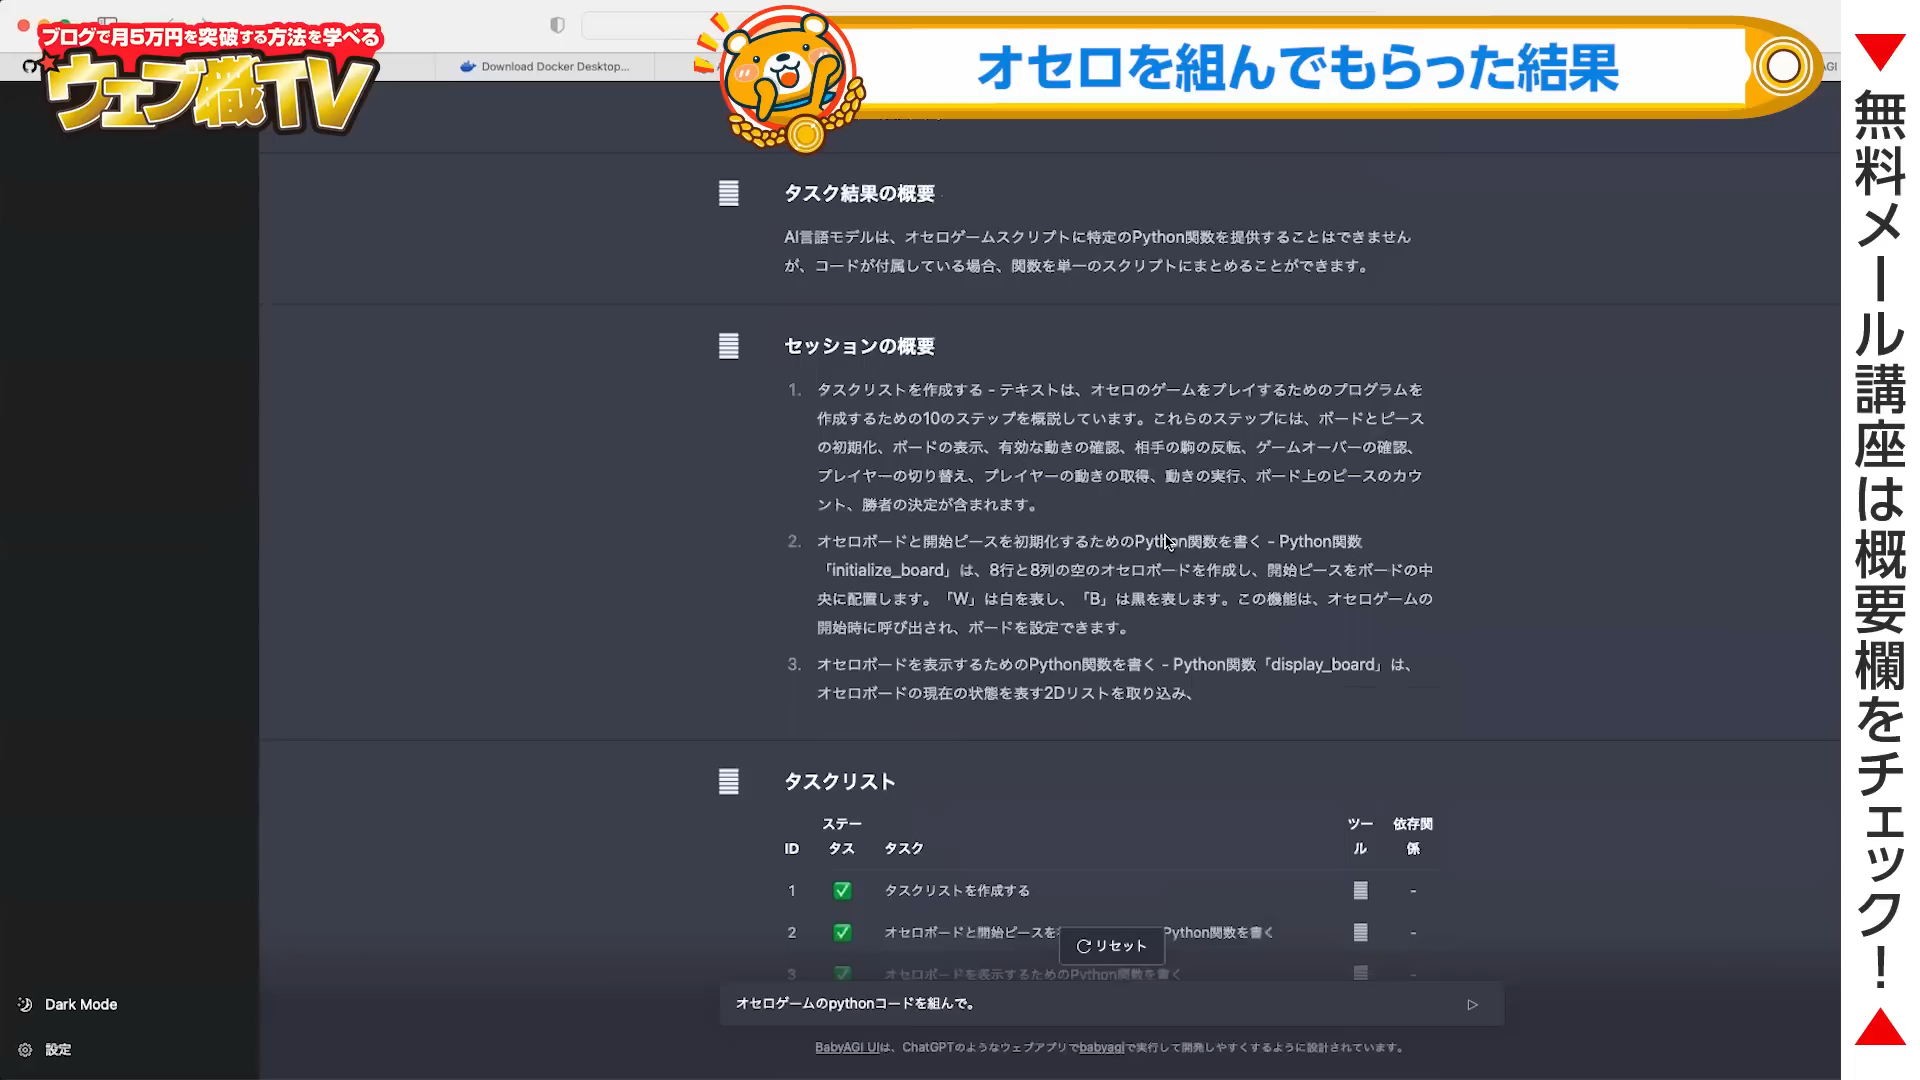 ブログで月5万円を突破する方法を学べる
ウェブ職TV
Download Docker Desktop...
オセロを組んでもらった結果
AGI
タスク結果の概要
AI言語モデルは、オセロゲームスクリプトに特定のPython関数を提供することはできません
が、コードが付属している場合、関数を単一のスクリプトにまとめることができます。
セッションの概要
1. タスクリストを作成する - テキストは、オセロのゲームをプレイするためのプログラムを
作成するための10のステップを概説しています。これらのステップには、ボードとピース
の初期化、ボードの表示、有効な動きの確認、相手の駒の反転、ゲームオーバーの確認、
プレイヤーの切り替え、プレイヤーの動きの取得、動きの実行、ボード上のピースのカウ
ント、勝者の決定が含まれます。
2. オセロボードと開始ピースを初期化するためのPython関数を書く - Python関数
「initialize_board」は、8行と8列の空のオセロボードを作成し、開始ピースをボードの中
央に配置します。「W」は白を表し、「B」は黒を表します。この機能は、オセロゲームの
開始時に呼び出され、ボードを設定できます。
3. オセロボードを表示するためのPython関数を書く - Python関数「display_board」は、
オセロボードの現在の状態を表す2Dリストを取り込み、
タスクリスト
ID ステータス タスク ツール 依存関係
1 タスクリストを作成する -
2 オセロボードと開始ピースを Python関数を書く -
3 オセロボードを表示するためのPython関数を書く -
リセット
オセロゲームのpythonコードを組んで。
BabyAGI UIは、ChatGPTのようなウェブアプリでbabyagiで実行して開発しやすくするように設計されています。
Dark Mode
設定
無料メール講座は概要欄をチェック！